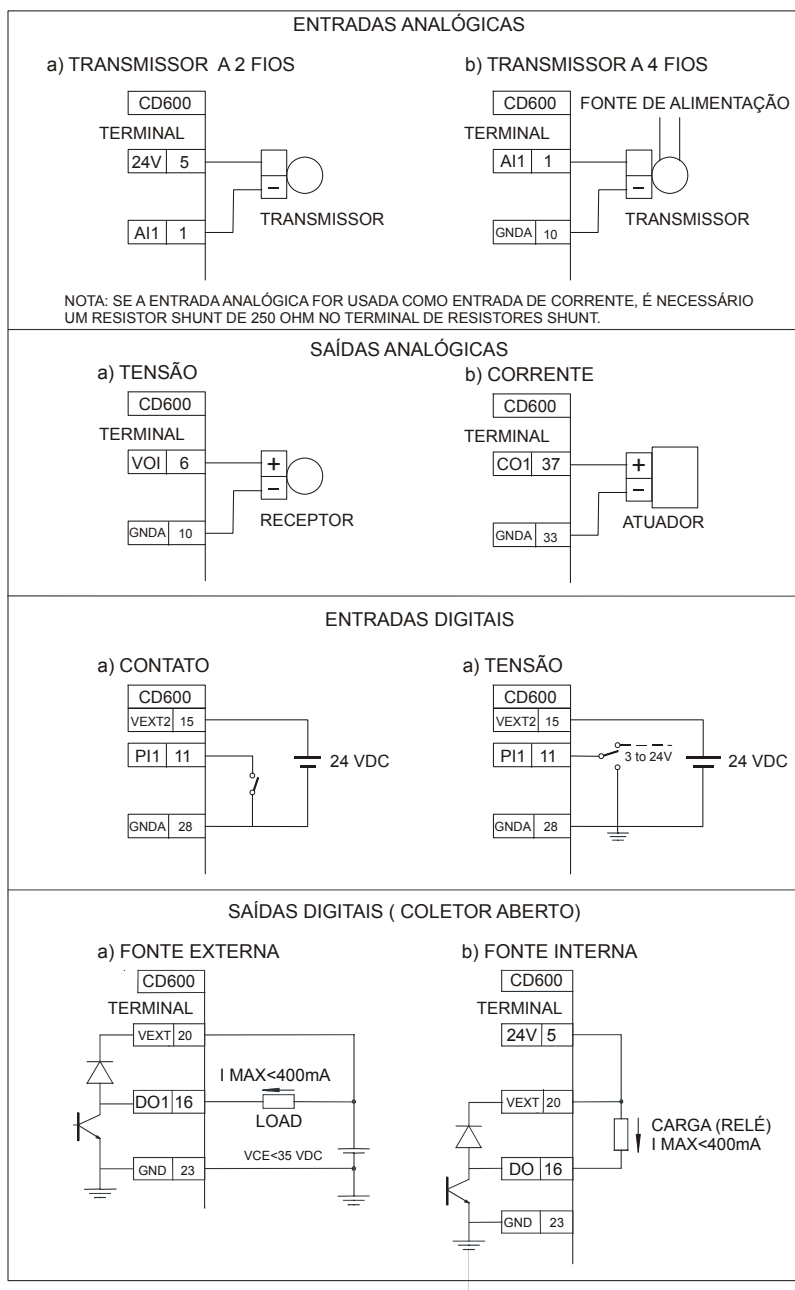 ENTRADAS ANALÓGICAS
a) TRANSMISSOR A 2 FIOS
CD600
TERMINAL
24V 5
AI1 1
−
TRANSMISSOR
b) TRANSMISSOR A 4 FIOS
CD600
FONTE DE ALIMENTAÇÃO
TERMINAL
AI1 1
GNDA 10
−
TRANSMISSOR
NOTA: SE A ENTRADA ANALÓGICA FOR USADA COMO ENTRADA DE CORRENTE, É NECESSÁRIO
UM RESISTOR SHUNT DE 250 OHM NO TERMINAL DE RESISTORES SHUNT.
SAÍDAS ANALÓGICAS
a) TENSÃO
CD600
TERMINAL
VOI 6
GNDA 10
+
−
RECEPTOR
b) CORRENTE
CD600
TERMINAL
CO1 37
GNDA 33
+
−
ATUADOR
ENTRADAS DIGITAIS
a) CONTATO
CD600
VEXT2 15
PI1 11
GNDA 28
24 VDC
a) TENSÃO
CD600
VEXT2 15
PI1 11
GNDA 28
3 to 24V
24 VDC
SAÍDAS DIGITAIS ( COLETOR ABERTO)
a) FONTE EXTERNA
CD600
TERMINAL
VEXT 20
DO1 16
GND 23
I MAX<400mA
LOAD
VCE<35 VDC
b) FONTE INTERNA
CD600
TERMINAL
24V 5
VEXT 20
DO 16
GND 23
CARGA (RELÉ)
I MAX<400mA